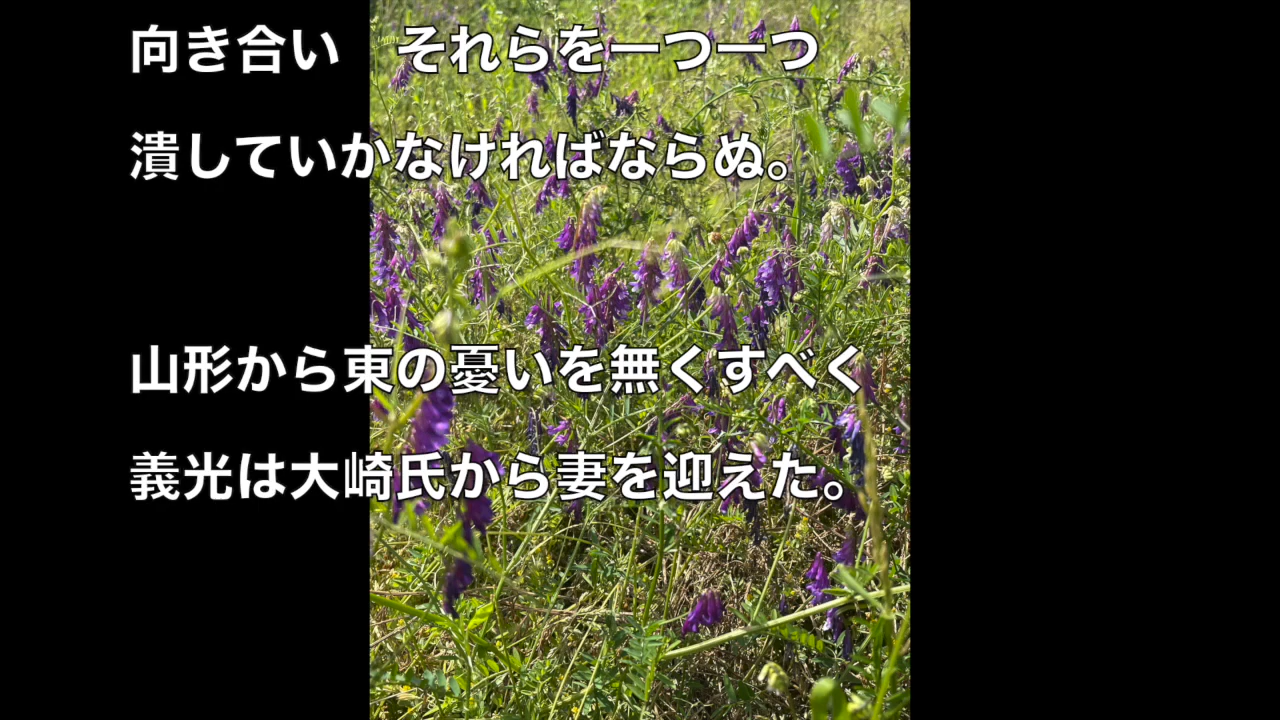 向き合い　それらを一つ一つ
潰していかなければならぬ。
山形から東の憂いを無くすべく
義光は大崎氏から妻を迎えた。